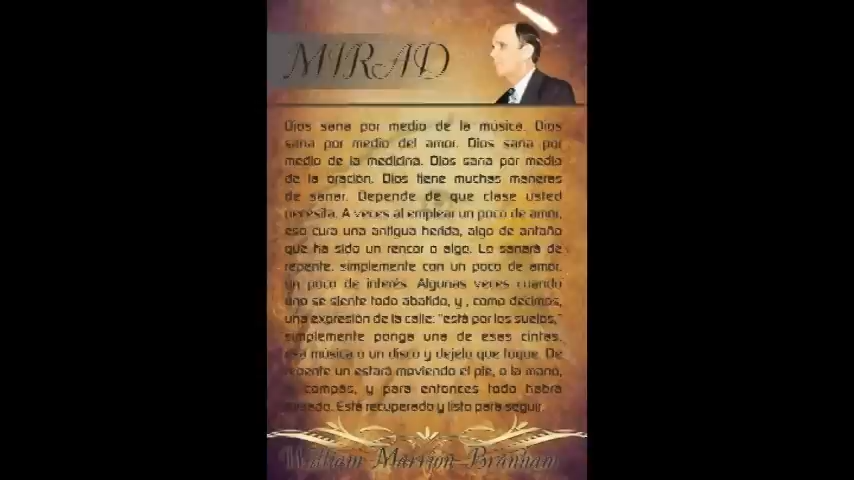 MIRAD
Dios sana por medio de la música. Dios
sana por medio del amor. Dios sana por
medio de la medicina. Dios sana por medio
de la oración. Dios tiene muchas maneras
de sanar. Depende de que clase usted
necesita. A veces al emplear un poco de amor,
eso cura una antigua herida, algo de antaño
que ha sido un rencor o algo. Lo sanará de
repente, simplemente con un poco de amor,
un poco de interés. Algunas veces cuando
uno se siente todo abatido, y , como decimos,
una expresión de la calle: "está por los suelos,"
simplemente ponga una de esas cintas,
esa música o un disco y dejelo que toque. De
repente un estará moviendo el pie, o la mano,
a compás, y para entonces todo habra
pasado. Está recuperado y listo para seguir.
William Marrion Branham